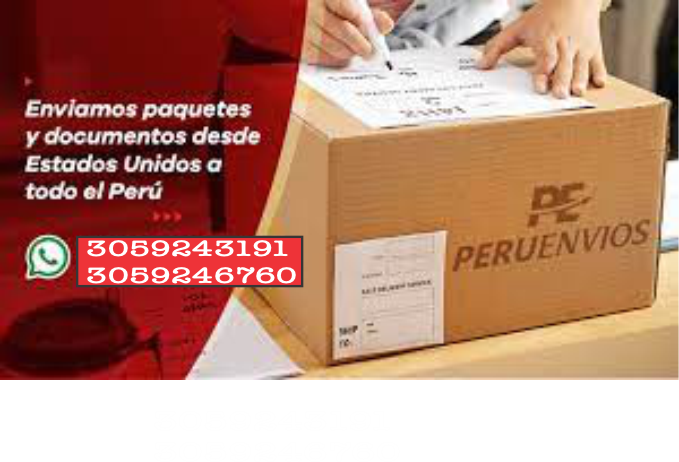 Enviamos paquetes
y documentos desde
Estados Unidos a
todo el Perú
3059243191
3059246760
PE
PERUENVIOS